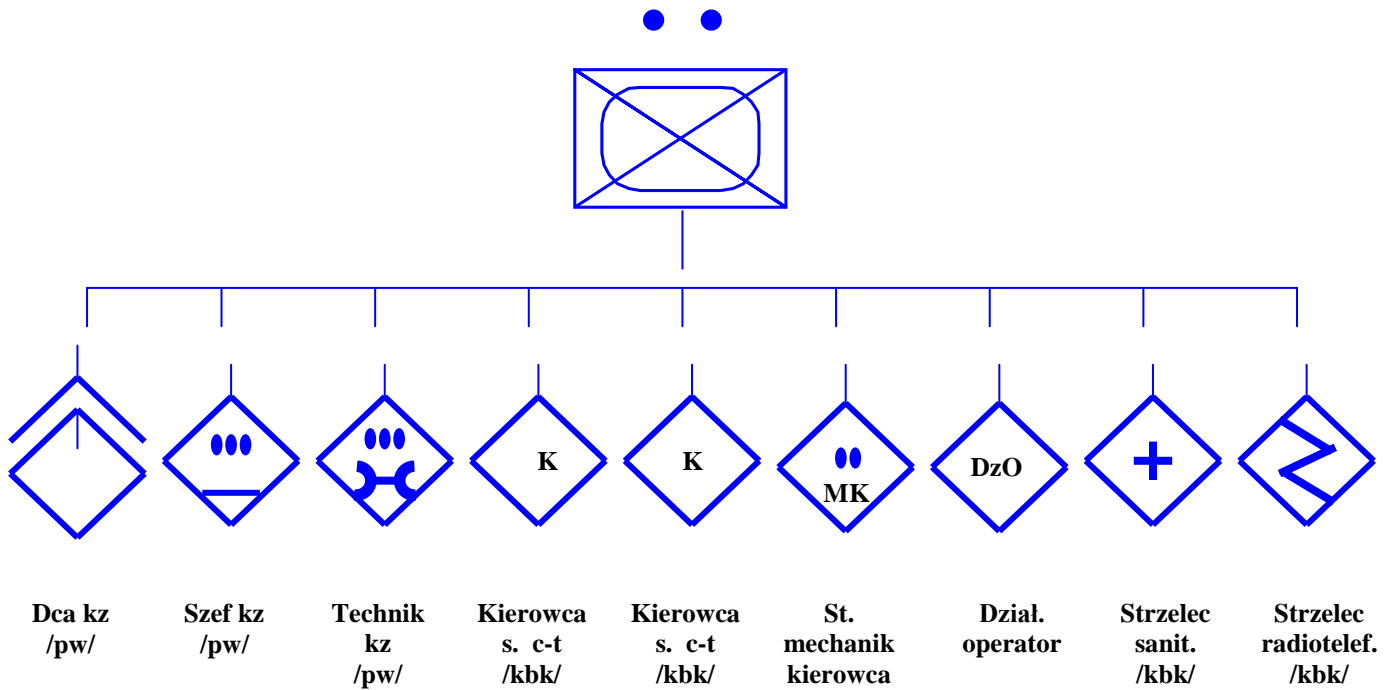 K
K
MK
DzO
Dca kz
/pw/
Szef kz
/pw/
Technik
kz
/pw/
Kierowca
s. c-t
/kbk/
Kierowca
s. c-t
/kbk/
St.
mechanik
kierowca
Dział.
operator
Strzelec
sanit.
/kbk/
Strzelec
radiotelef.
/kbk/